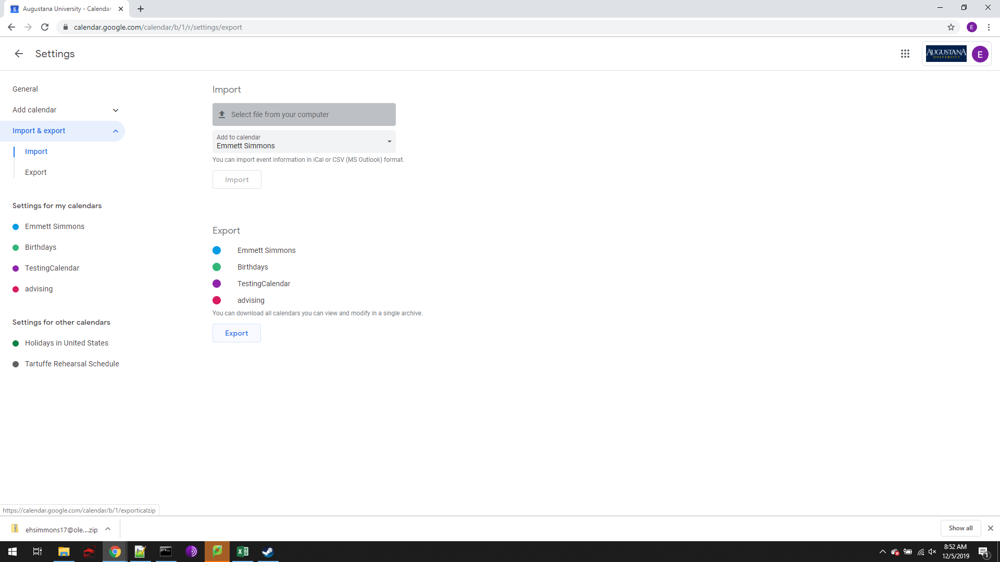 5
Augustana University - Calendar
calendar.google.com/calendar/b/1/r/settings/export
E
Settings
AUGUSTANA
UNIVERSITY
E
General
Add calendar
Import & export
Import
Export
Settings for my calendars
Emmett Simmons
Birthdays
TestingCalendar
advising
Settings for other calendars
Holidays in United States
Tartuffe Rehearsal Schedule
Import
Select file from your computer
Add to calendar
Emmett Simmons
You can import event information in iCal or CSV (MS Outlook) format.
Import
Export
Emmett Simmons
Birthdays
TestingCalendar
advising
You can download all calendars you can view and modify in a single archive.
Export
https://calendar.google.com/calendar/b/1/exporticalzip
ehsimmons17@ole....zip
Show all
8:52 AM
12/5/2019
1